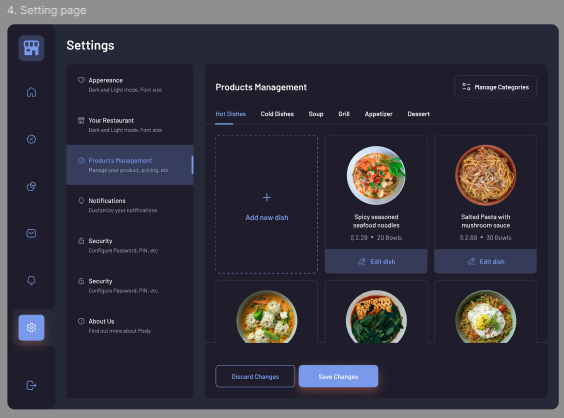 4. Setting page
Settings
Appereance
Dark and Light mode, Font size
Your Restaurant
Dark and Light mode, Font size
Products Management
Manage your product, pricing, etc
Notifications
Customize your notifications
Security
Configure Password, PIN, etc
Security
Configure Password, PIN, etc
About Us
Find out more about Posly
Products Management
Manage Categories
Hot Dishes Cold Dishes Soup Grill Appetizer Dessert
Add new dish
Spicy seasoned
seafood noodles
$ 2.29 • 20 Bowls
Edit dish
Salted Pasta with
mushroom sauce
$ 2.69 • 30 Bowls
Edit dish
Discard Changes
Save Changes